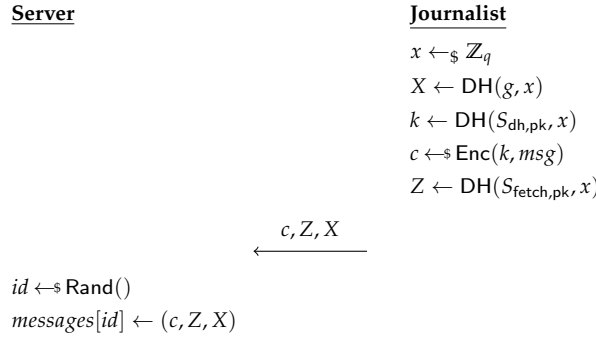 Server Journalist
x ←$ ℤq
X ← DH(g, x)
k ← DH(Sdh,pk, x)
c ←$ Enc(k, msg)
Z ← DH(Sfetch,pk, x)
c, Z, X
id ←$ Rand()
messages[id] ← (c, Z, X)